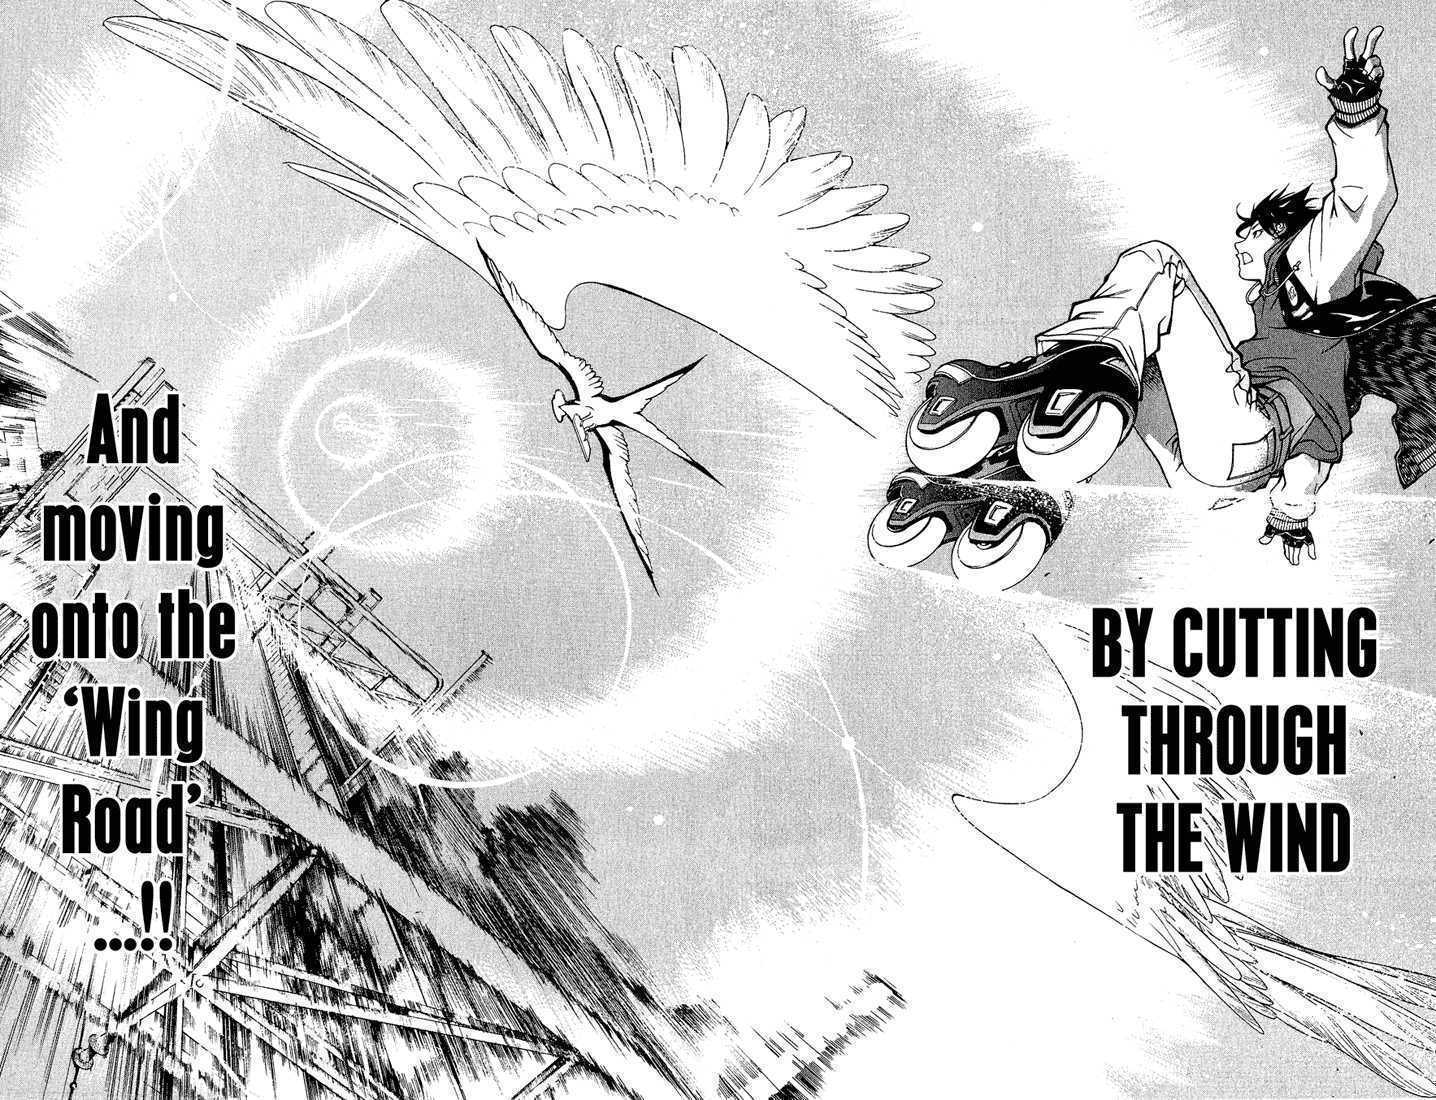 BY CUTTING
THROUGH
THE WIND
And
moving
onto the
‘Wing
Road’
.....!!